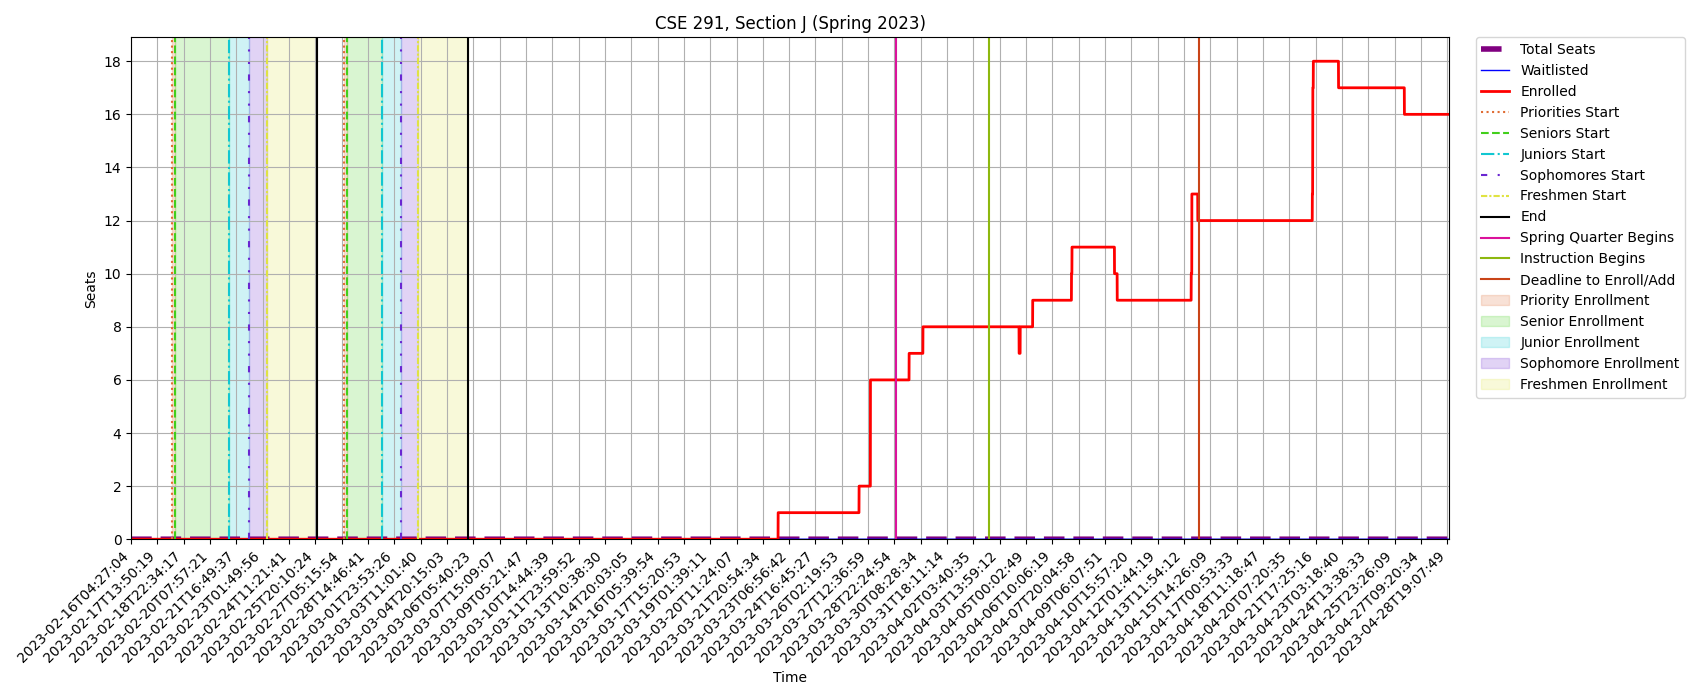 CSE 291, Section J (Spring 2023)
Seats
18
16
14
12
10
8
6
4
2
0
2023-02-16T04:27:04
2023-02-17T13:50:19
2023-02-18T22:34:17
2023-02-20T07:57:21
2023-02-21T16:49:37
2023-02-23T01:49:56
2023-02-24T11:21:41
2023-02-25T20:10:24
2023-02-27T05:15:54
2023-02-28T14:46:41
2023-03-01T23:53:26
2023-03-03T11:01:40
2023-03-04T20:15:03
2023-03-06T05:40:23
2023-03-07T15:09:07
2023-03-09T05:21:47
2023-03-10T14:44:39
2023-03-11T23:59:52
2023-03-13T10:38:30
2023-03-14T20:03:05
2023-03-16T05:39:54
2023-03-17T15:20:53
2023-03-19T01:39:11
2023-03-20T11:24:07
2023-03-21T20:54:34
2023-03-23T06:56:42
2023-03-24T16:45:27
2023-03-26T02:19:53
2023-03-27T12:36:59
2023-03-28T22:24:54
2023-03-30T08:28:34
2023-03-31T18:11:14
2023-04-02T03:40:35
2023-04-03T13:59:12
2023-04-05T00:02:49
2023-04-06T10:06:19
2023-04-07T20:04:58
2023-04-09T06:07:51
2023-04-10T15:57:20
2023-04-12T01:44:19
2023-04-13T11:54:12
2023-04-15T14:26:09
2023-04-17T00:53:33
2023-04-18T11:18:47
2023-04-20T07:20:35
2023-04-21T17:25:16
2023-04-24T03:18:40
2023-04-24T13:38:33
2023-04-25T23:26:09
2023-04-27T09:20:34
2023-04-28T19:07:49
Time
Total Seats
Waitlisted
Enrolled
Priorities Start
Seniors Start
Juniors Start
Sophomores Start
Freshmen Start
End
Spring Quarter Begins
Instruction Begins
Deadline to Enroll/Add
Priority Enrollment
Senior Enrollment
Junior Enrollment
Sophomore Enrollment
Freshmen Enrollment